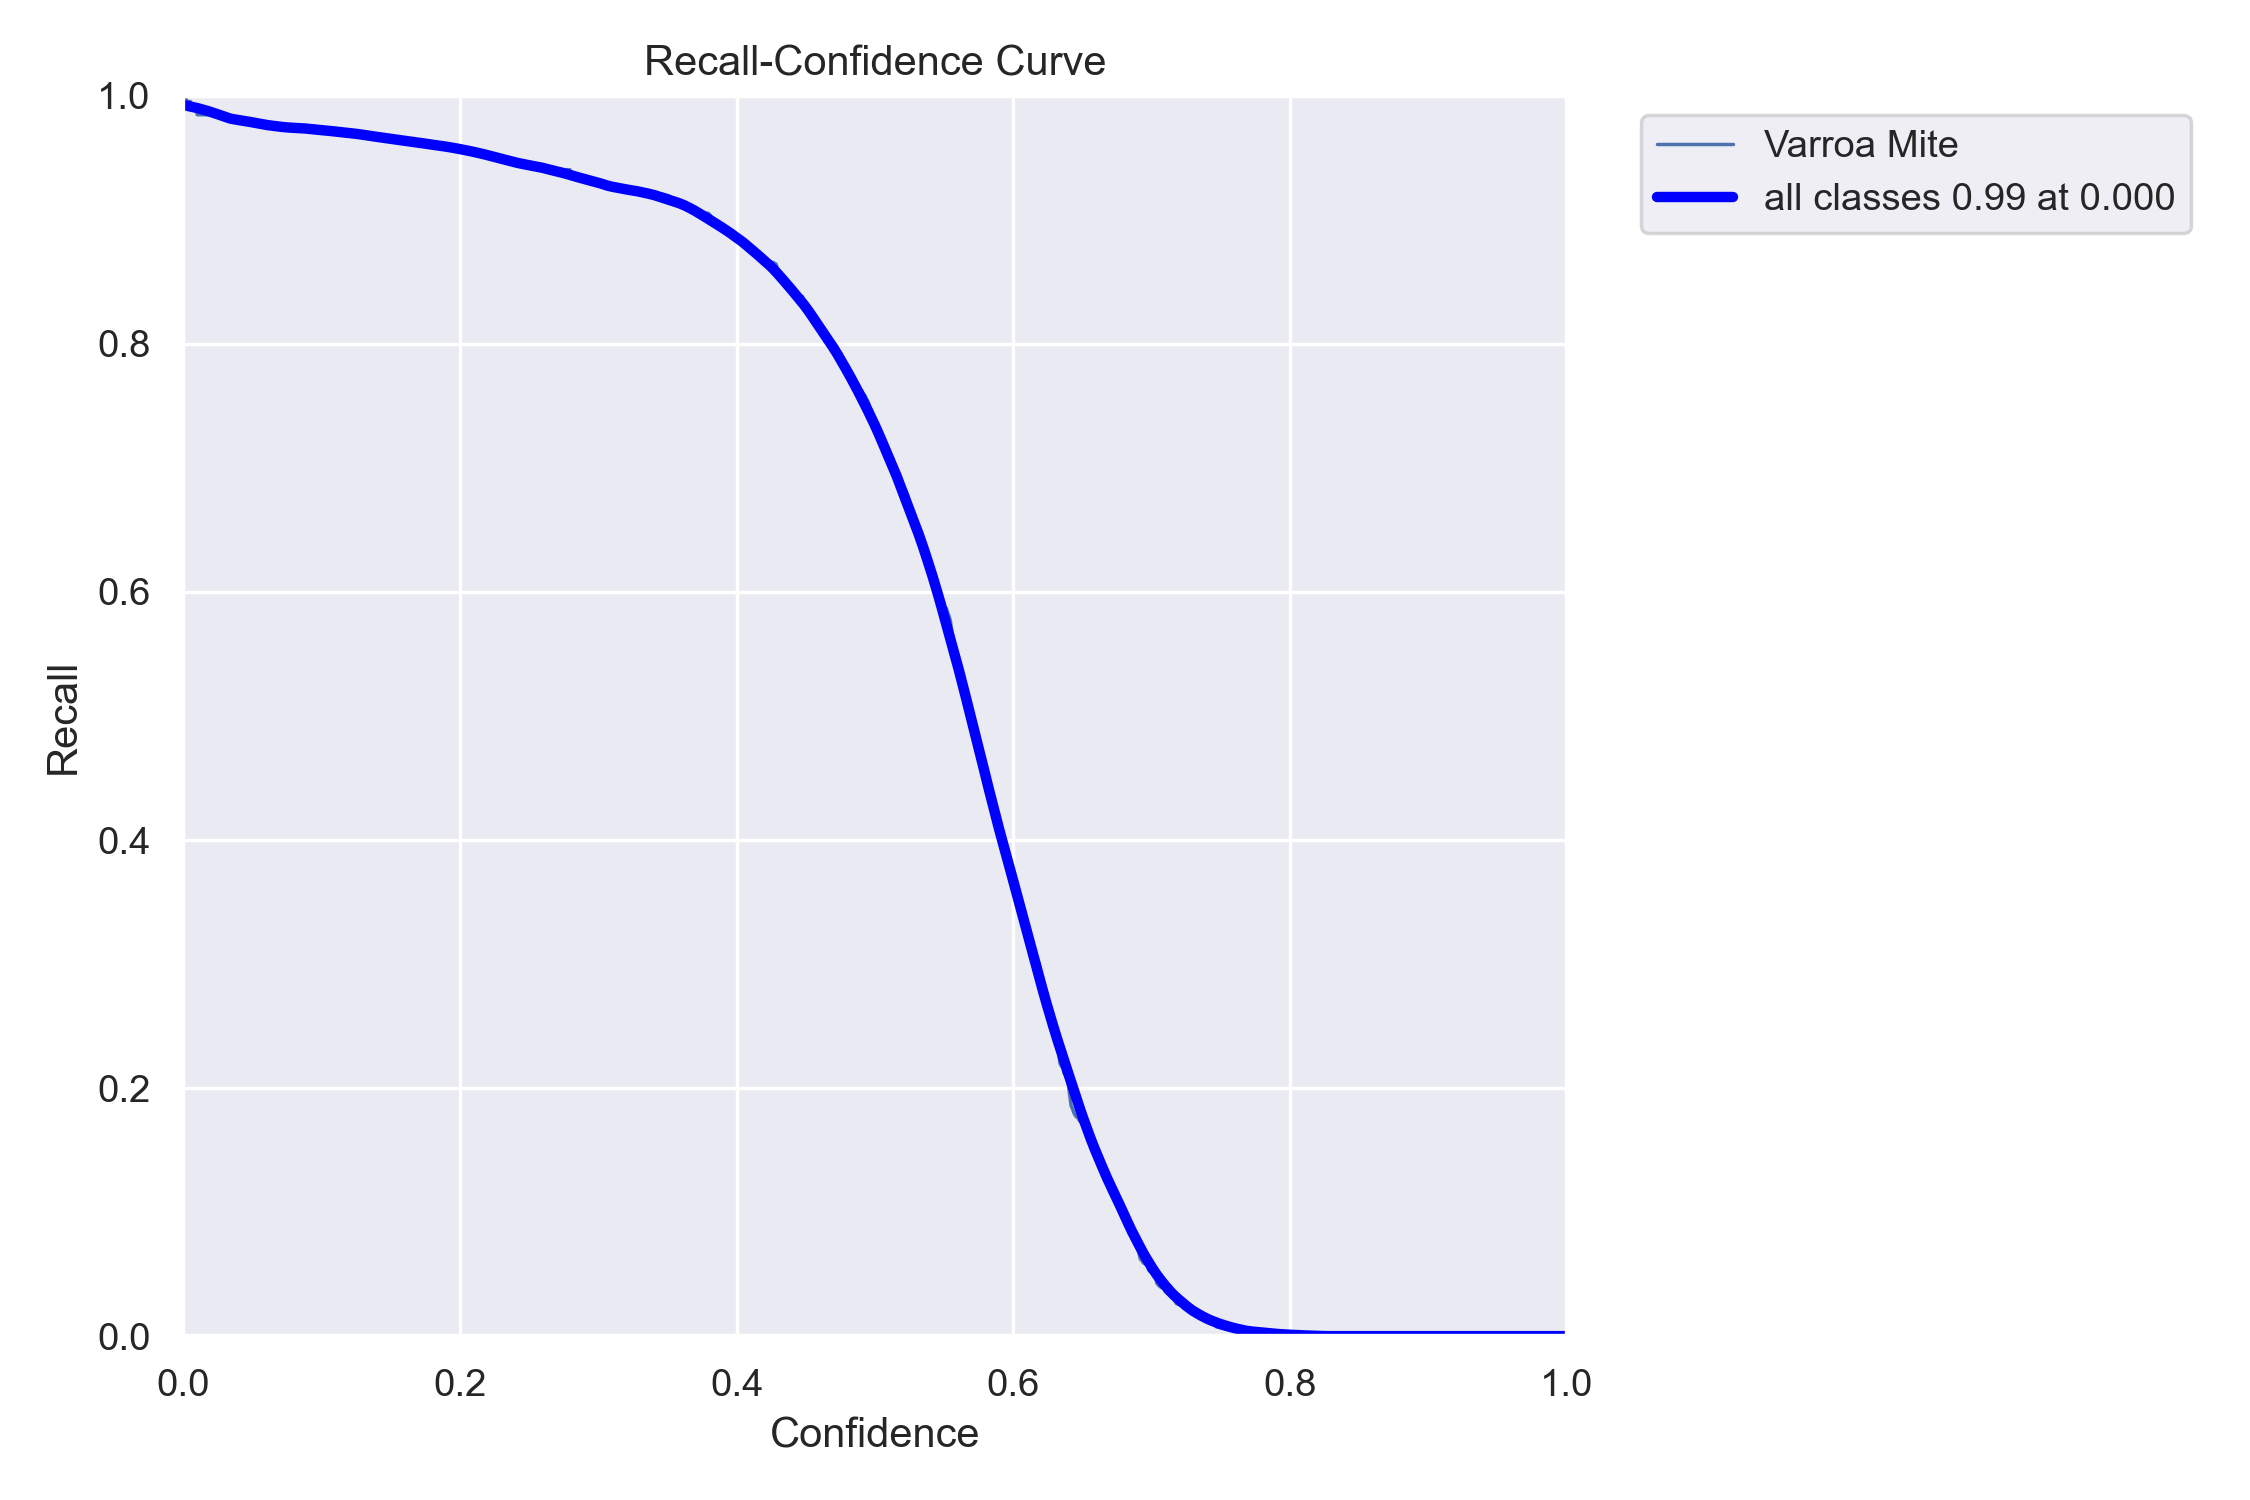 Recall-Confidence Curve
1.0
0.8
0.6
0.4
0.2
0.0
Recall
0.0 0.2 0.4 0.6 0.8 1.0
Confidence
Varroa Mite
all classes 0.99 at 0.000